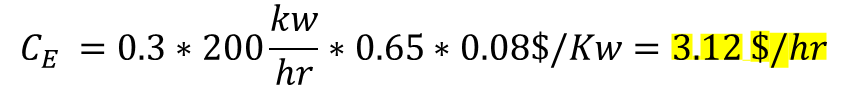 C_E = 0.3 * 200 kw/hr * 0.65 * 0.08$/Kw = 3.12 $/hr